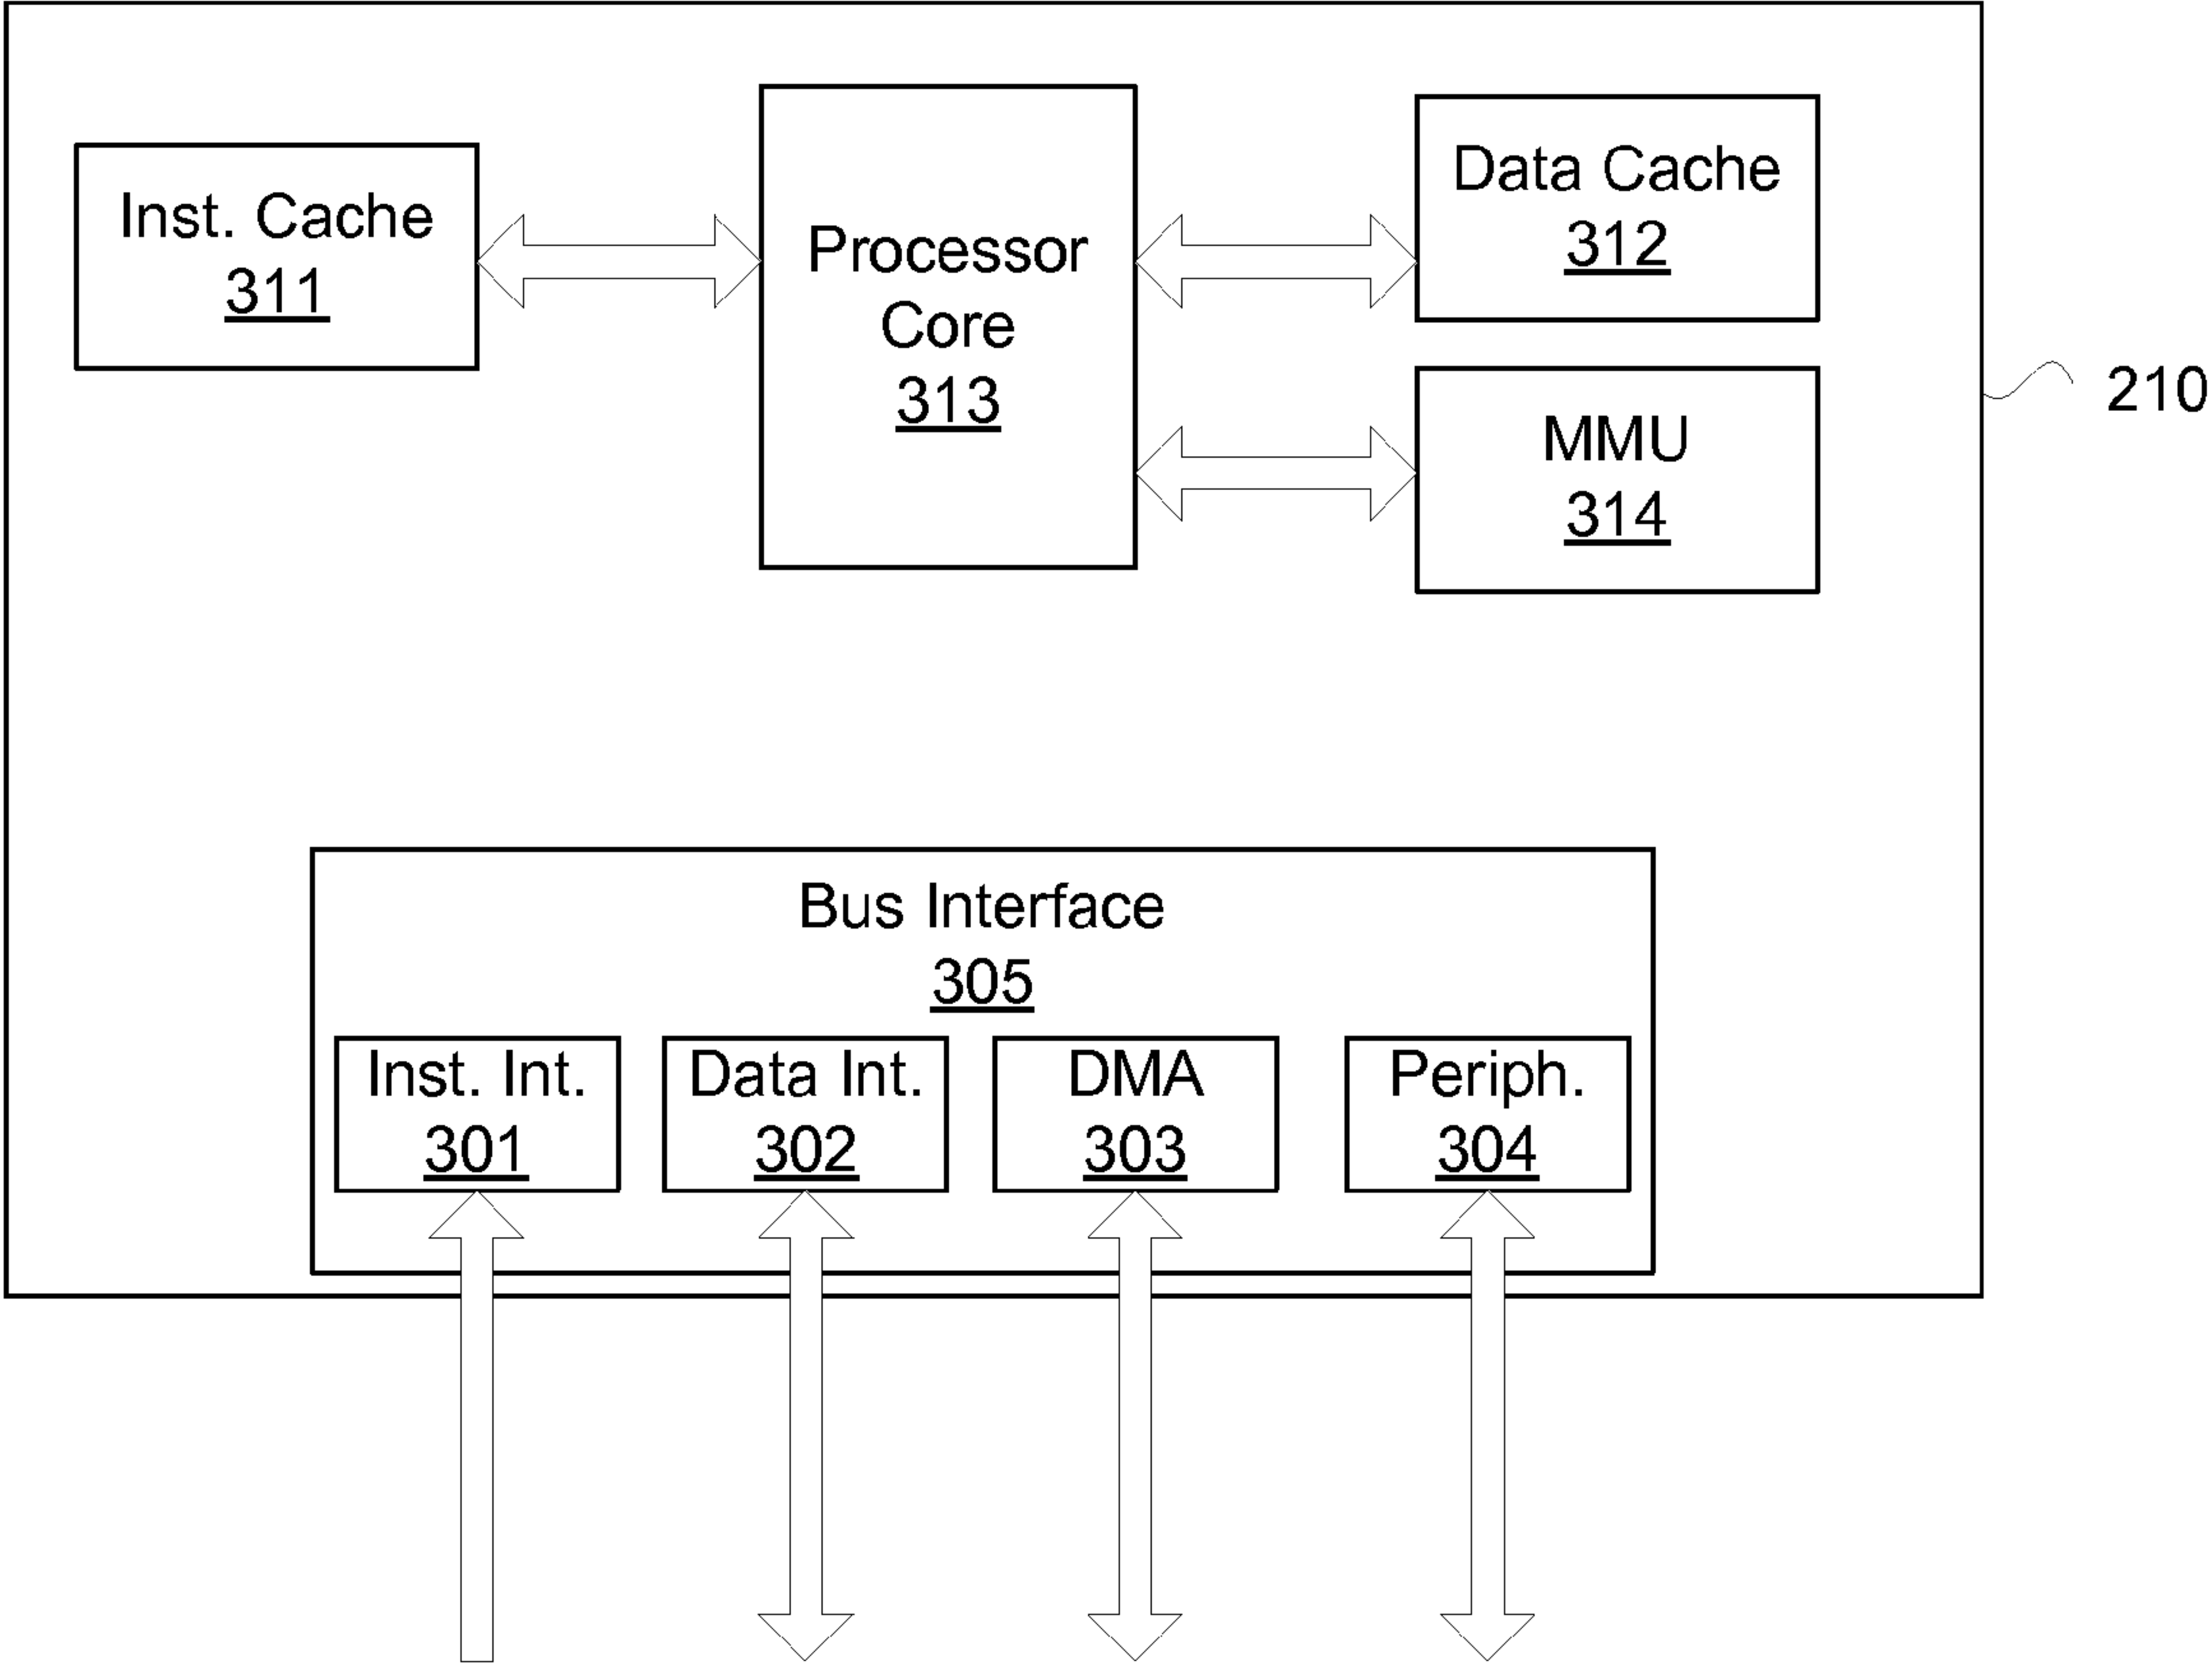 Inst. Cache
311
Processor
Core
313
Data Cache
312
MMU
314
210
Bus Interface
305
Inst. Int.
301
Data Int.
302
DMA
303
Periph.
304